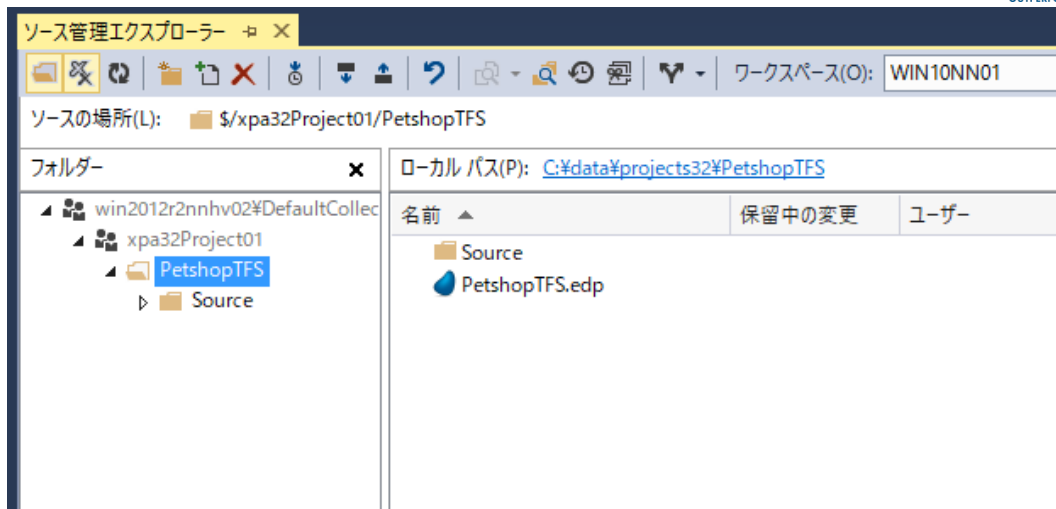 ソース管理エクスプローラー
ワークスペース(O): WIN10NN01
ソースの場所(L): $/xpa32Project01/PetshopTFS
フォルダー
ローカル パス(P): C:¥data¥projects32¥PetshopTFS
win2012r2nnhv02¥DefaultCollec
名前 保留中の変更 ユーザー
xpa32Project01
Source
PetshopTFS
PetshopTFS.edp
Source